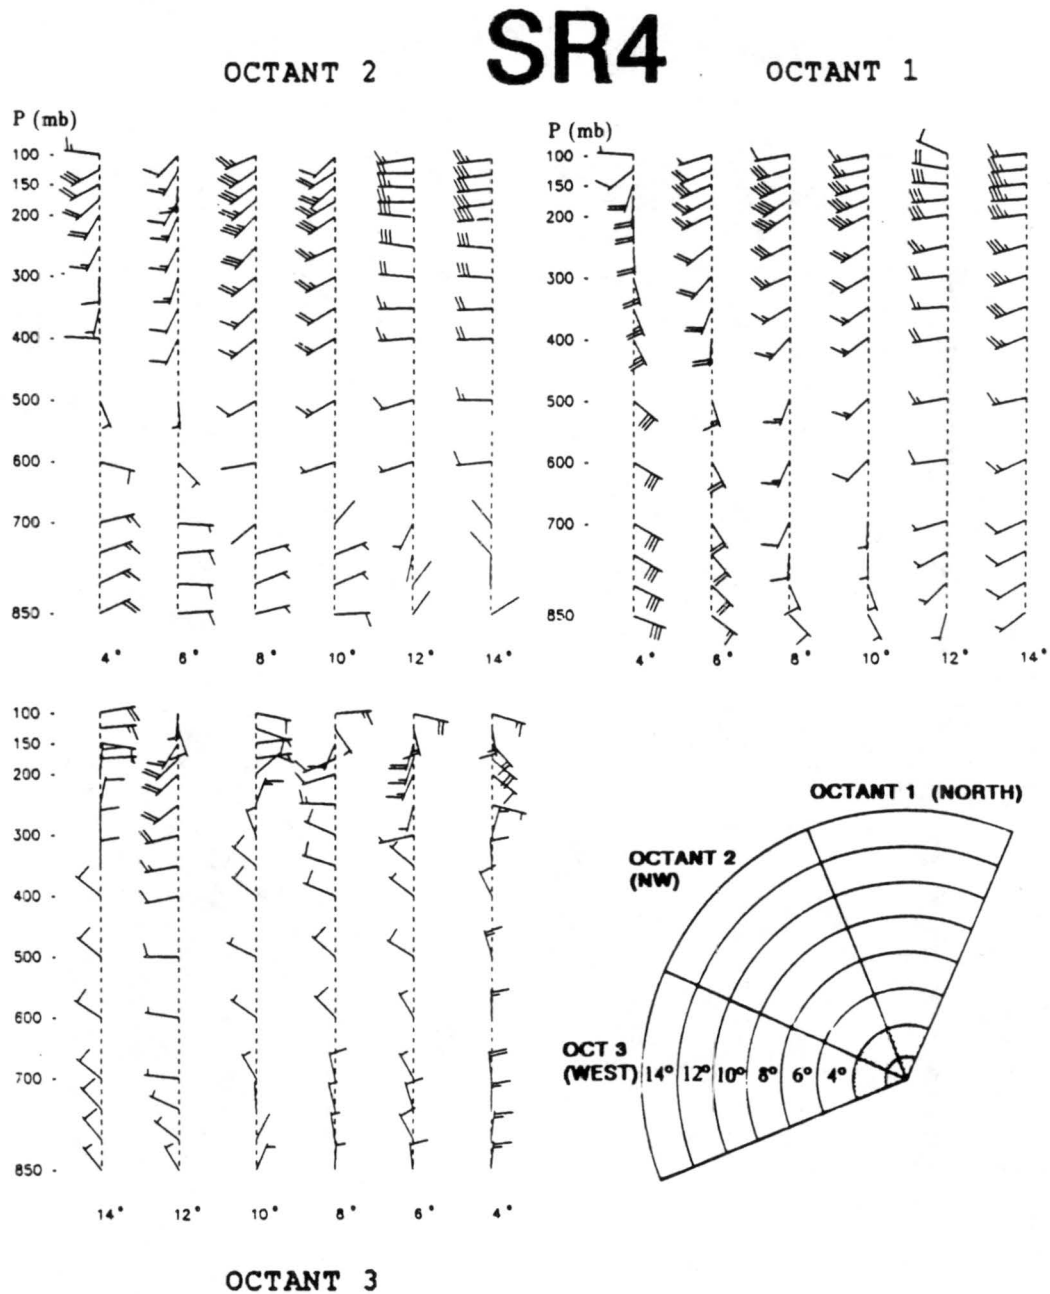 SR4
OCTANT 2
OCTANT 1
P (mb)
100 -
150 -
200 -
300 -
400 -
500 -
600 -
700 -
850 -
4° 6° 8° 10° 12° 14°
P (mb)
100 -
150 -
200 -
300 -
400 -
500 -
600 -
700 -
850
4° 6° 8° 10° 12° 14°
100 -
150 -
200 -
300 -
400 -
500 -
600 -
700 -
850 -
14° 12° 10° 8° 6° 4°
OCTANT 3
OCTANT 1 (NORTH)
OCTANT 2
(NW)
OCT 3
(WEST) 14° 12° 10° 8° 6° 4°